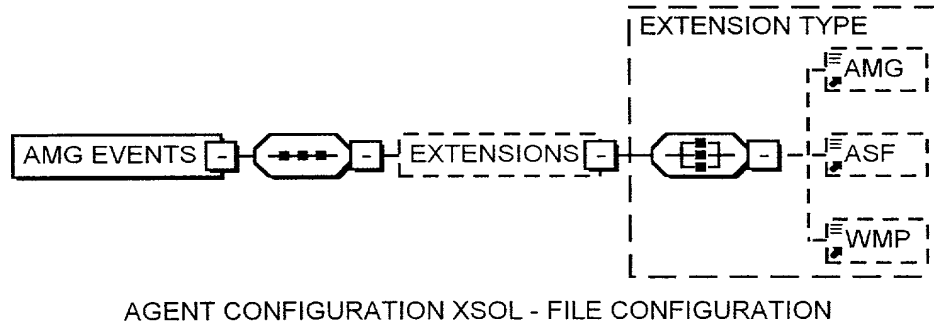 EXTENSION TYPE
AMG
AMG EVENTS
EXTENSIONS
ASF
WMP
AGENT CONFIGURATION XSOL - FILE CONFIGURATION